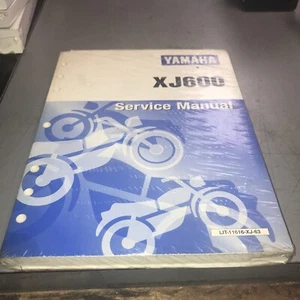 YAMAHA
XJ600
Service Manual
LIT-11616-XJ-63